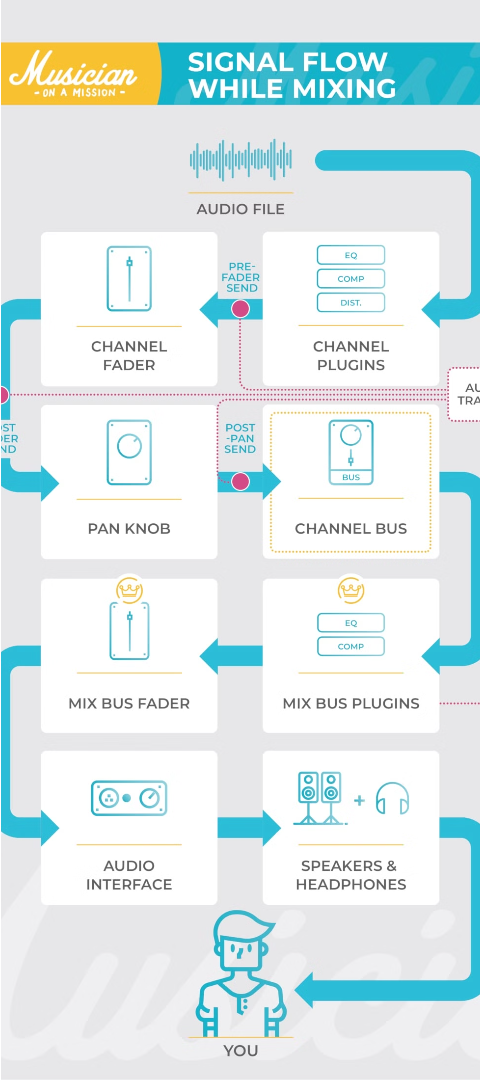 Musician
- ON A MISSION -
SIGNAL FLOW
WHILE MIXING
AUDIO FILE
PRE-
FADER
SEND
EQ
COMP
DIST.
CHANNEL
FADER
CHANNEL
PLUGINS
POST
-PAN
SEND
BUS
PAN KNOB
CHANNEL BUS
EQ
COMP
MIX BUS FADER
MIX BUS PLUGINS
+
AUDIO
INTERFACE
SPEAKERS &
HEADPHONES
YOU